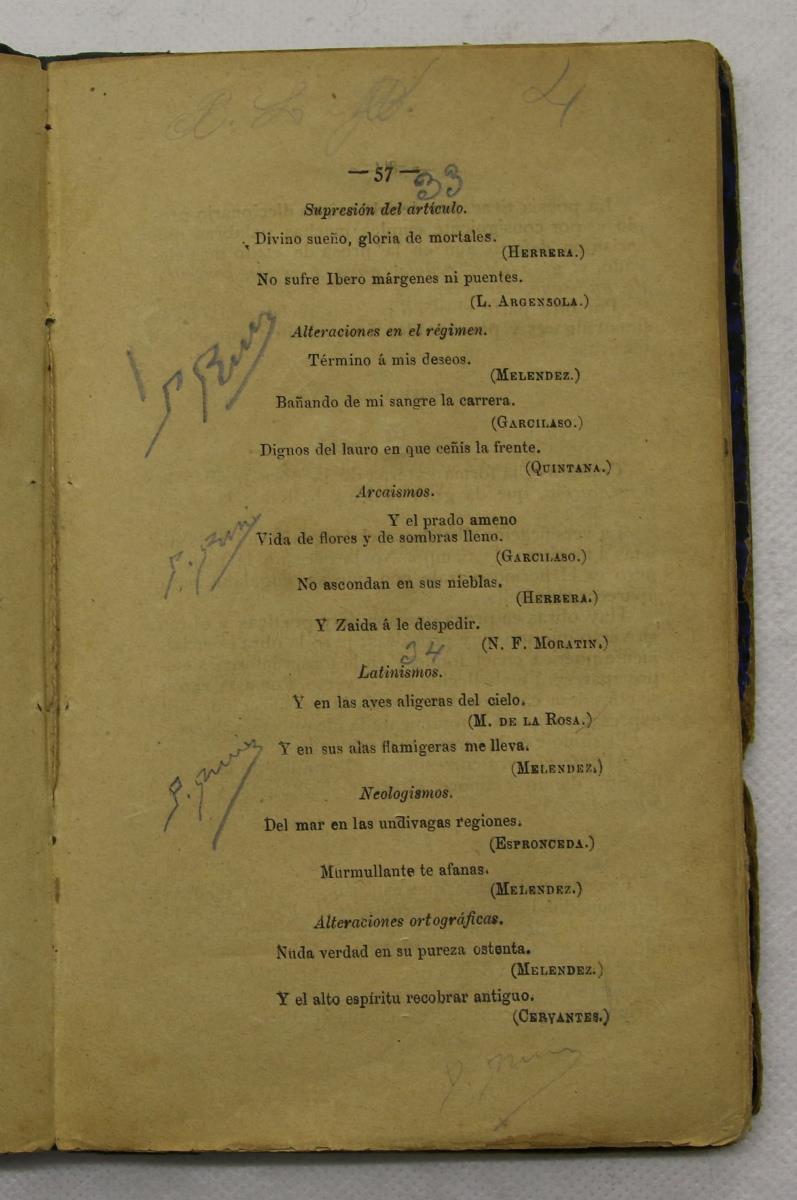 4
— 57 —
33
Supresión del artículo.
Divino sueño, gloria de mortales.
(HERRERA.)
No sufre Ibero márgenes ni puentes.
(L. ARGENSOLA.)
Alteraciones en el régimen.
Término á mis deseos.
(MELENDEZ.)
Bañando de mi sangre la carrera.
(GARCILASO.)
Dignos del lauro en que ceñis la frente.
(QUINTANA.)
Arcaismos.
Y el prado ameno
Vida de flores y de sombras lleno.
(GARCILASO.)
No ascondan en sus nieblas.
(HERRERA.)
Y Zaida á le despedir.
(N. F. MORATIN.)
34
Latinismos.
Y en las aves aligeras del cielo.
(M. DE LA ROSA.)
Y en sus alas flamigeras me lleva.
(MELENDEZ.)
Neologismos.
Del mar en las undivagas regiones.
(ESPRONCEDA.)
Murmullante te afanas.
(MELENDEZ.)
Alteraciones ortográficas.
Nuda verdad en su pureza ostenta.
(MELENDEZ.)
Y el alto espíritu recobrar antiguo.
(CERVANTES.)